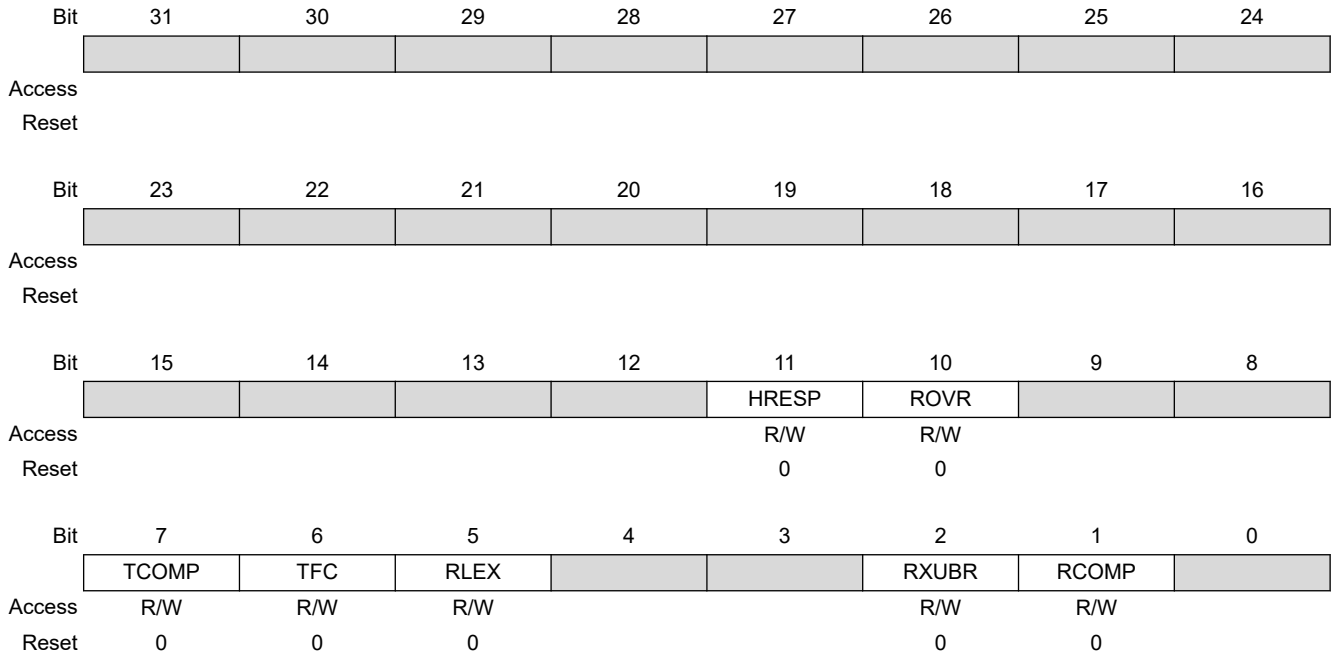 Bit 31 30 29 28 27 26 25 24
Access
Reset
Bit 23 22 21 20 19 18 17 16
Access
Reset
Bit 15 14 13 12 11 10 9 8
HRESP ROVR
Access R/W R/W
Reset 0 0
Bit 7 6 5 4 3 2 1 0
TCOMP TFC RLEX RXUBR RCOMP
Access R/W R/W R/W R/W R/W
Reset 0 0 0 0 0